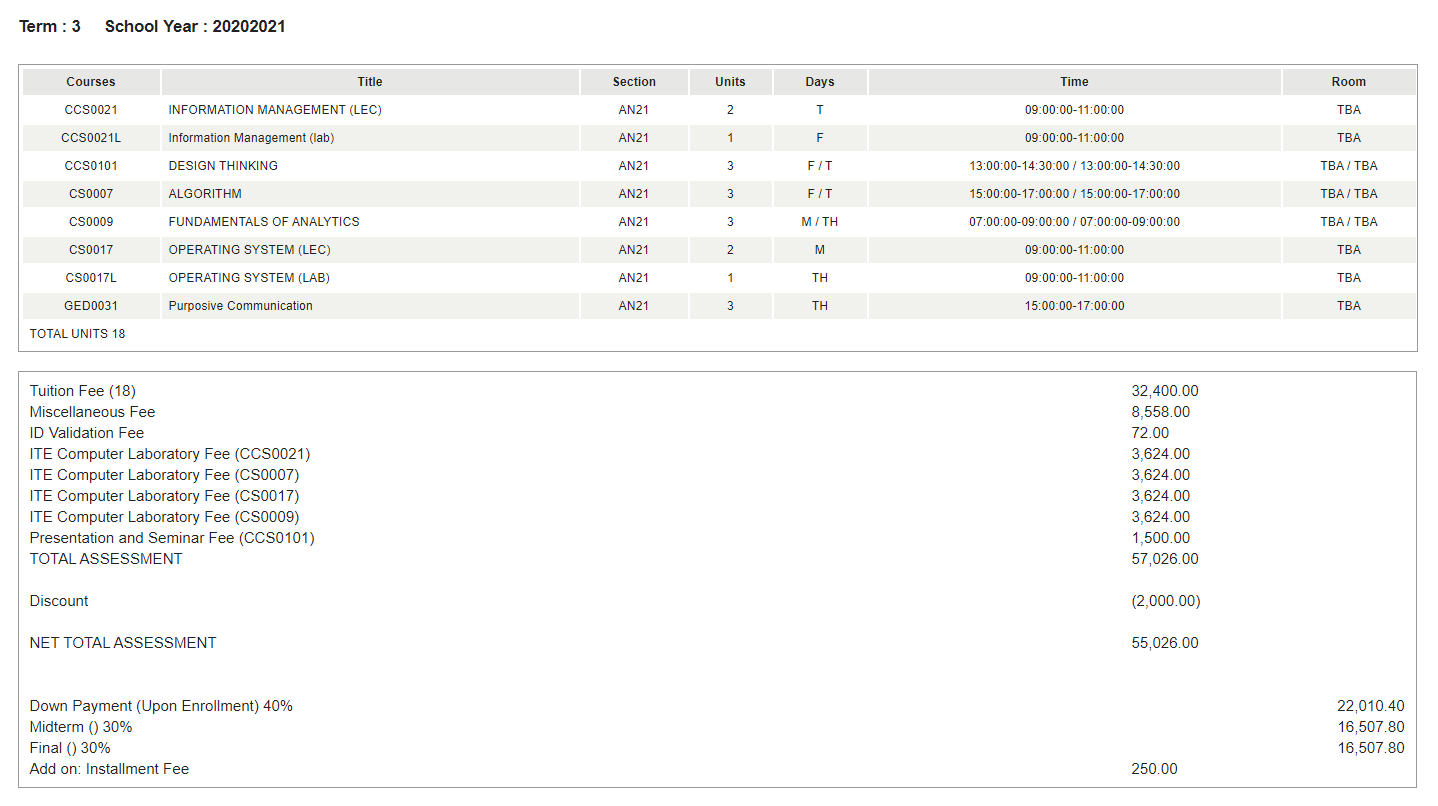 Term : 3 School Year : 20202021
Courses Title Section Units Days Time Room
CCS0021 INFORMATION MANAGEMENT (LEC) AN21 2 T 09:00:00-11:00:00 TBA
CCS0021L Information Management (lab) AN21 1 F 09:00:00-11:00:00 TBA
CCS0101 DESIGN THINKING AN21 3 F / T 13:00:00-14:30:00 / 13:00:00-14:30:00 TBA / TBA
CS0007 ALGORITHM AN21 3 F / T 15:00:00-17:00:00 / 15:00:00-17:00:00 TBA / TBA
CS0009 FUNDAMENTALS OF ANALYTICS AN21 3 M / TH 07:00:00-09:00:00 / 07:00:00-09:00:00 TBA / TBA
CS0017 OPERATING SYSTEM (LEC) AN21 2 M 09:00:00-11:00:00 TBA
CS0017L OPERATING SYSTEM (LAB) AN21 1 TH 09:00:00-11:00:00 TBA
GED0031 Purposive Communication AN21 3 TH 15:00:00-17:00:00 TBA
TOTAL UNITS 18
Tuition Fee (18) 32,400.00
Miscellaneous Fee 8,558.00
ID Validation Fee 72.00
ITE Computer Laboratory Fee (CCS0021) 3,624.00
ITE Computer Laboratory Fee (CS0007) 3,624.00
ITE Computer Laboratory Fee (CS0017) 3,624.00
ITE Computer Laboratory Fee (CS0009) 3,624.00
Presentation and Seminar Fee (CCS0101) 1,500.00
TOTAL ASSESSMENT 57,026.00
Discount (2,000.00)
NET TOTAL ASSESSMENT 55,026.00
Down Payment (Upon Enrollment) 40% 22,010.40
Midterm () 30% 16,507.80
Final () 30% 16,507.80
Add on: Installment Fee 250.00